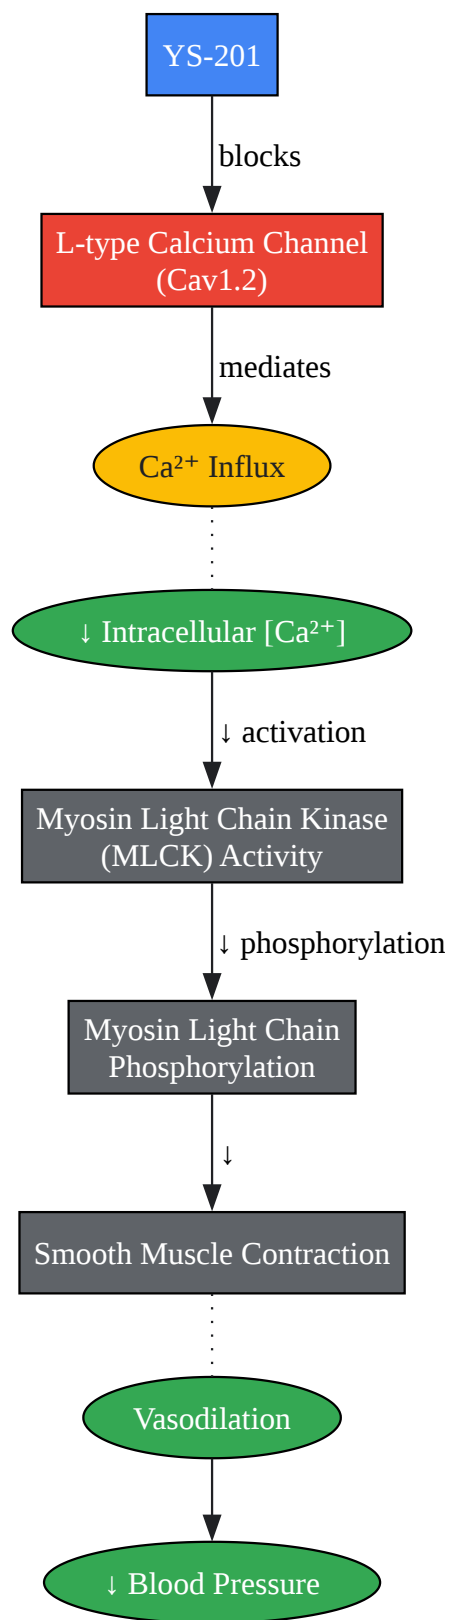 YS-201
blocks
L-type Calcium Channel
(Cav1.2)
mediates
Ca²⁺ Influx
↓ Intracellular [Ca²⁺]
↓ activation
Myosin Light Chain Kinase
(MLCK) Activity
↓ phosphorylation
Myosin Light Chain
Phosphorylation
↓
Smooth Muscle Contraction
Vasodilation
↓ Blood Pressure